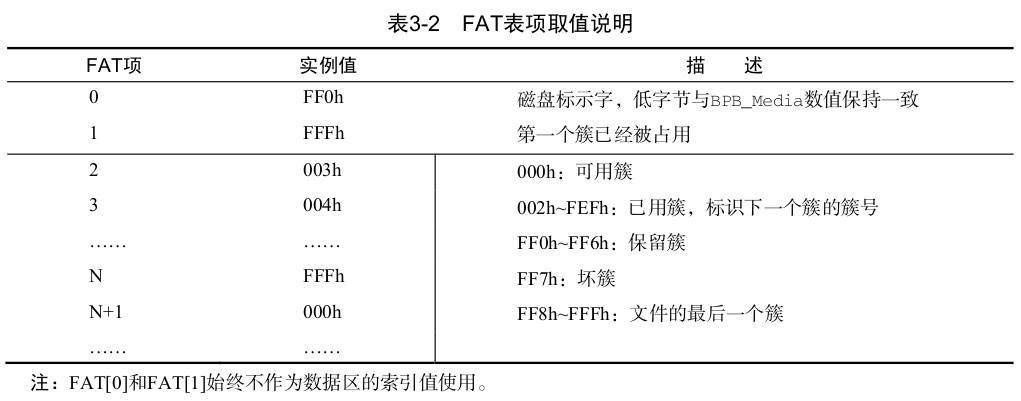 表3-2 FAT表项取值说明
FAT项 实例值 描 述
0 FF0h 磁盘标示字，低字节与BPB_Media数值保持一致
1 FFFh 第一个簇已经被占用
2 003h 000h：可用簇
3 004h 002h~FEFh：已用簇，标识下一个簇的簇号
…… …… FF0h~FF6h：保留簇
N FFFh FF7h：坏簇
N+1 000h FF8h~FFFh：文件的最后一个簇
…… ……
注：FAT[0]和FAT[1]始终不作为数据区的索引值使用。